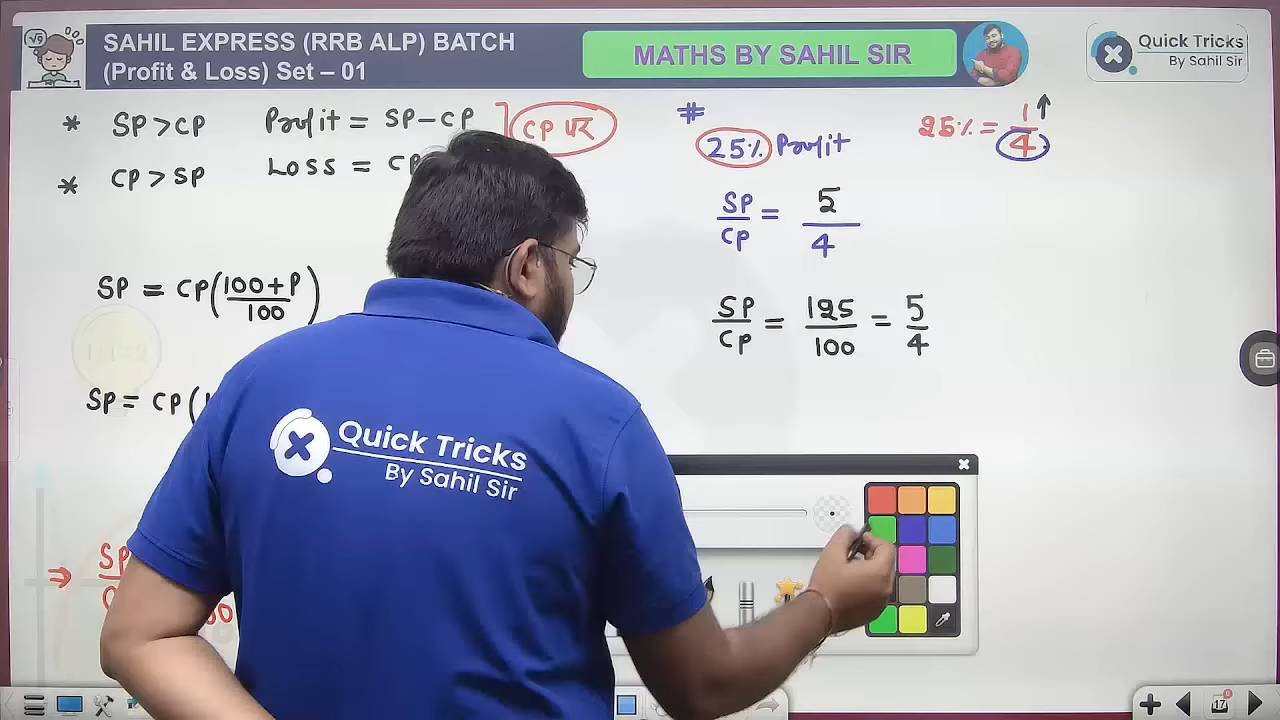 SAHIL EXPRESS (RRB ALP) BATCH
(Profit & Loss) Set – 01
MATHS BY SAHIL SIR
Quick Tricks
By Sahil Sir
* SP > CP Profit = SP – CP
CP पर
* CP > SP Loss = CP
SP = CP(100+P/100)
SP = CP(
⇒ SP
#
25% Profit
25% = 1/4 ↑
SP/CP = 5/4
SP/CP = 125/100 = 5/4
Quick Tricks
By Sahil Sir
17